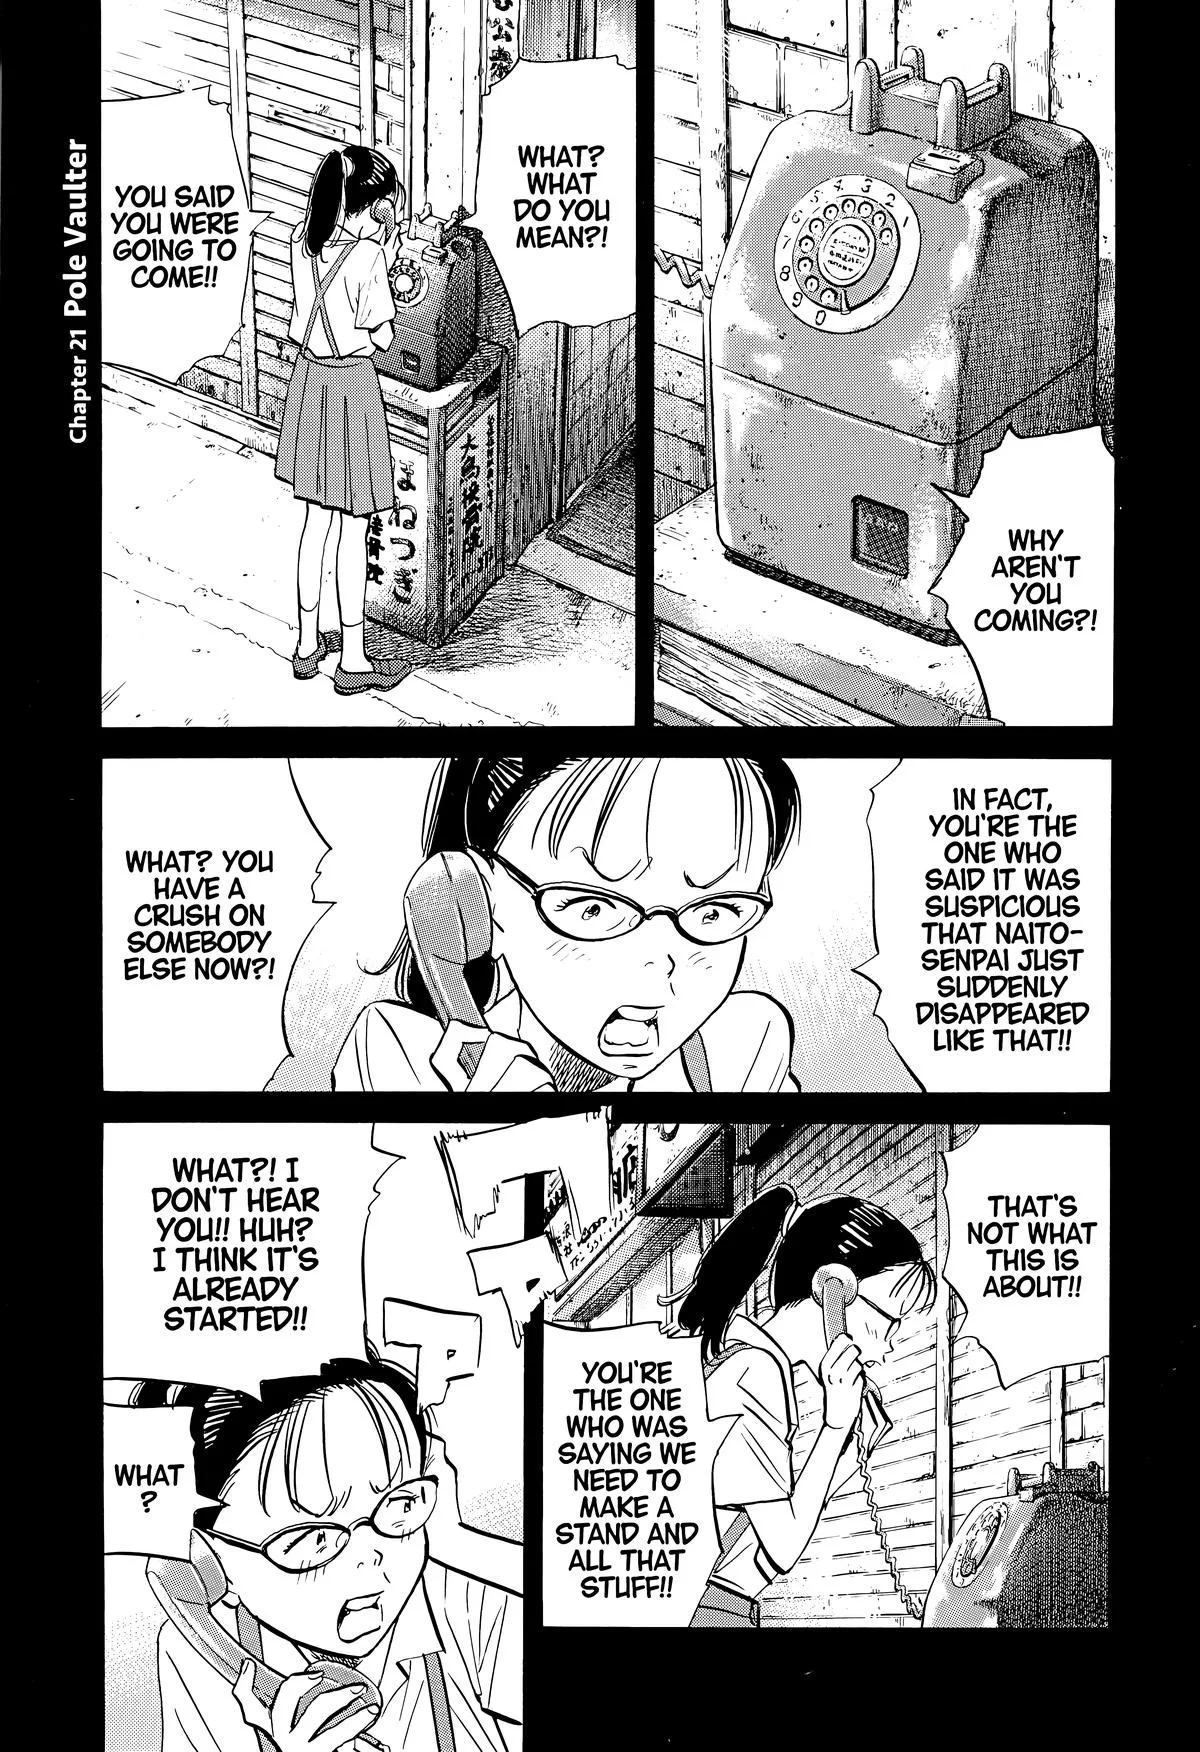 Chapter 21 Pole Vaulter
WHY
AREN'T
YOU
COMING?!
WHAT?
WHAT
DO YOU
MEAN?!
YOU SAID
YOU WERE
GOING TO
COME!!
まねつぎ
IN FACT,
YOU'RE THE
ONE WHO
SAID IT WAS
SUSPICIOUS
THAT NAITO-
SENPAI JUST
SUDDENLY
DISAPPEARED
LIKE THAT!!
WHAT? YOU
HAVE A
CRUSH ON
SOMEBODY
ELSE NOW?!
THAT'S
NOT WHAT
THIS IS
ABOUT!!
YOU'RE
THE ONE
WHO WAS
SAYING WE
NEED TO
MAKE A
STAND AND
ALL THAT
STUFF!!
WHAT?! I
DON'T HEAR
YOU!! HUH?
I THINK IT'S
ALREADY
STARTED!!
WHAT
?